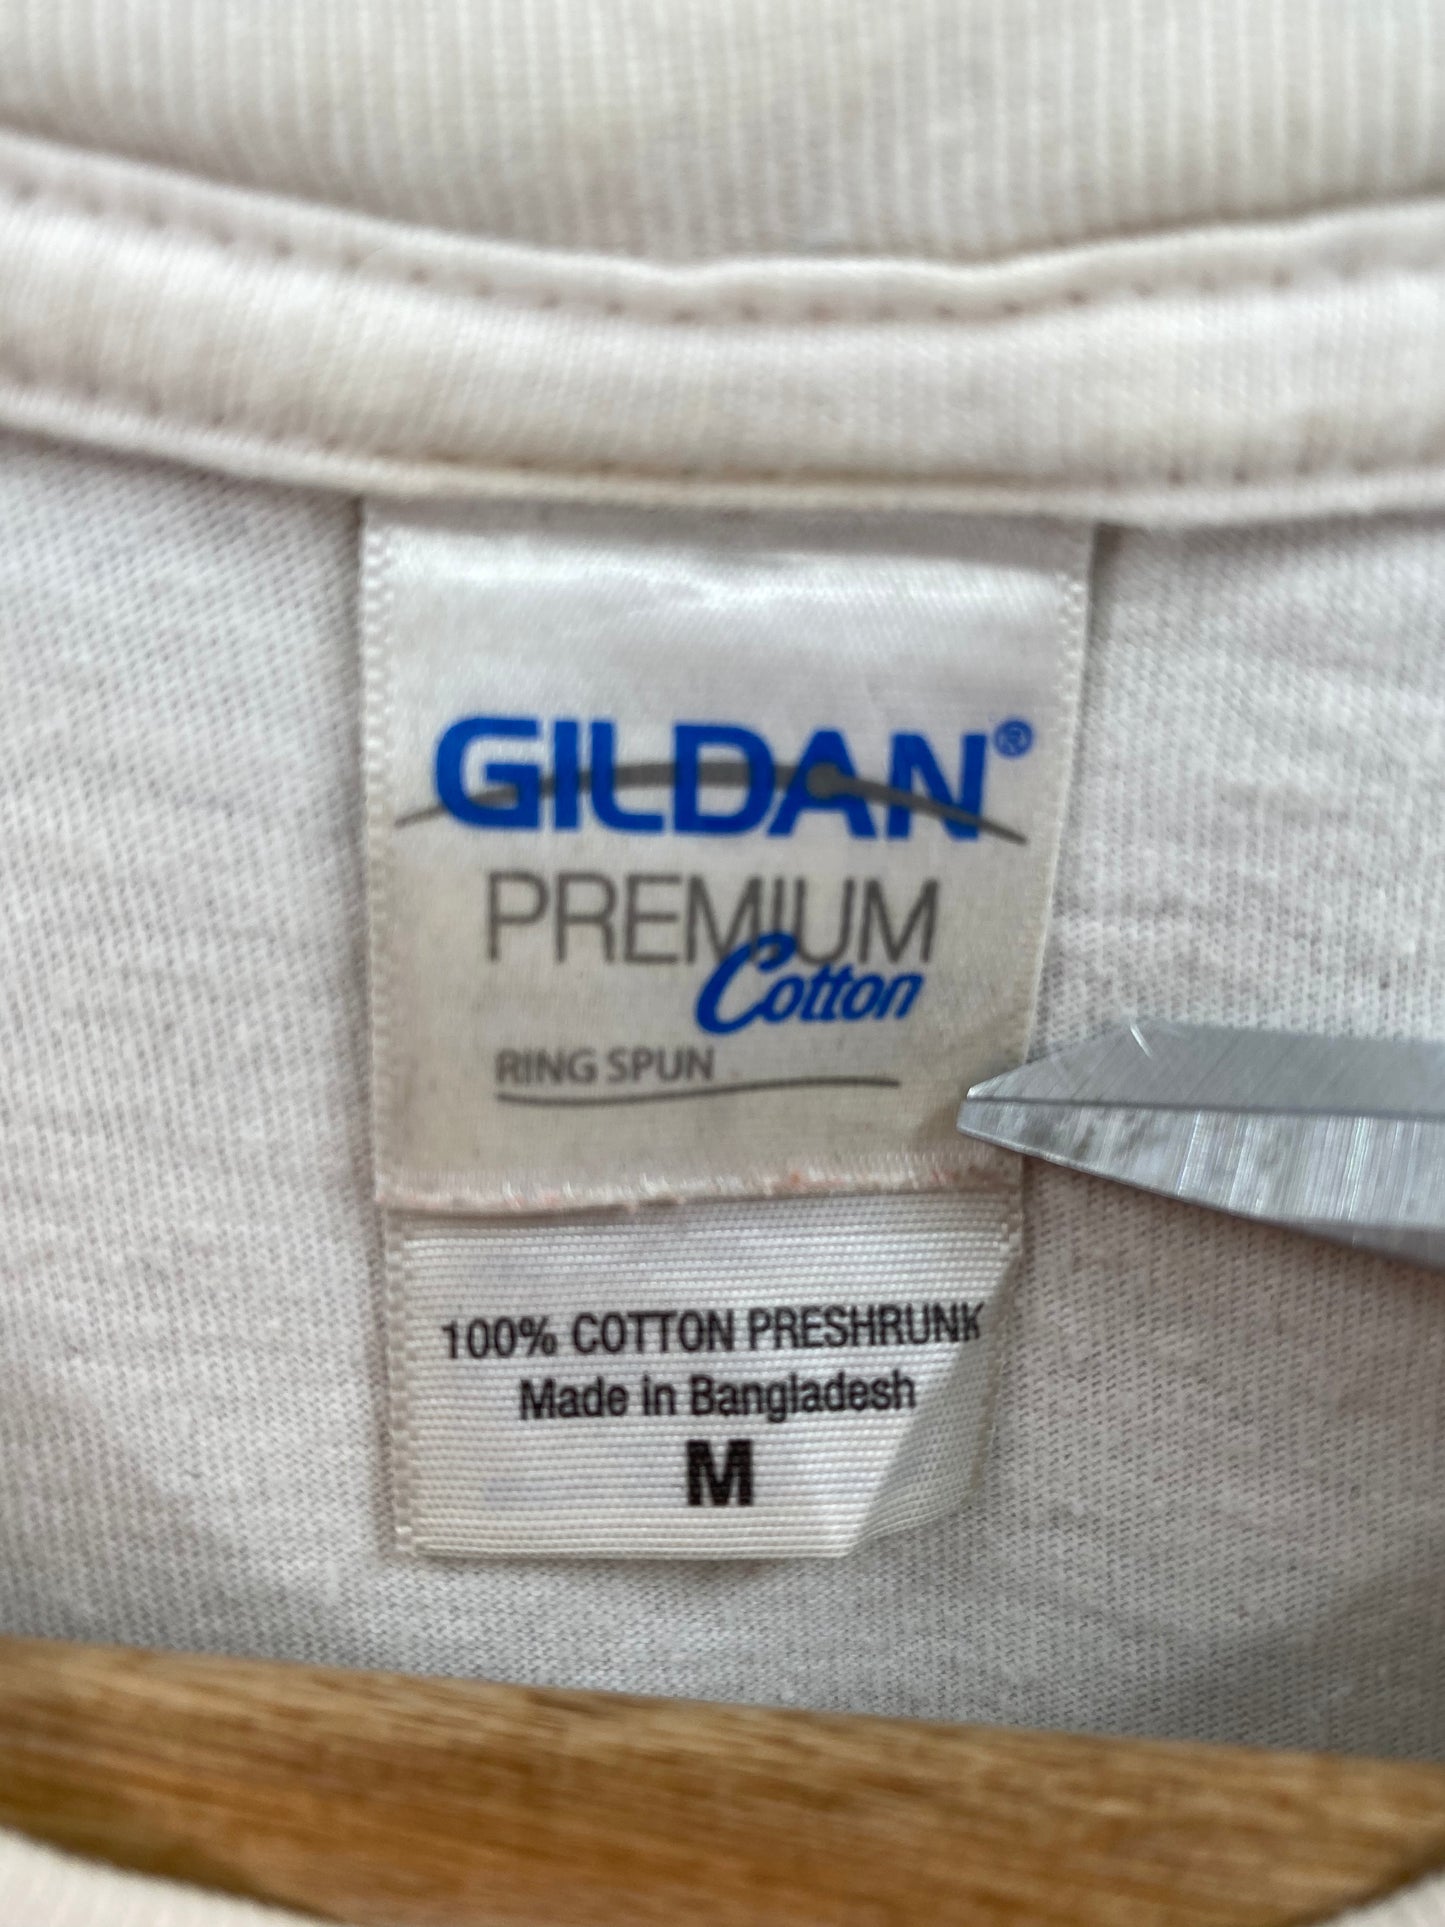 GILDAN®
PREMIUM
Cotton
RING SPUN
100% COTTON PRESHRUNK
Made in Bangladesh
M